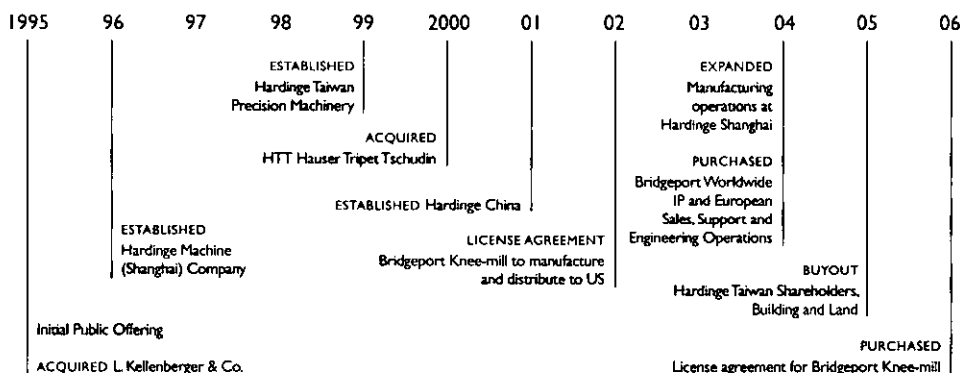 1995 96 97 98 99 2000 01 02 03 04 05 06
ESTABLISHED
Hardinge Taiwan
Precision Machinery
EXPANDED
Manufacturing
operations at
Hardinge Shanghai
ACQUIRED
HTT Hauser Tripet Tschudin
PURCHASED
Bridgeport Worldwide
IP and European
Sales, Support and
Engineering Operations
ESTABLISHED Hardinge China
ESTABLISHED
Hardinge Machine
(Shanghai) Company
LICENSE AGREEMENT
Bridgeport Knee-mill to manufacture
and distribute to US
BUYOUT
Hardinge Taiwan Shareholders,
Building and Land
Initial Public Offering
ACQUIRED L. Kellenberger & Co.
PURCHASED
License agreement for Bridgeport Knee-mill